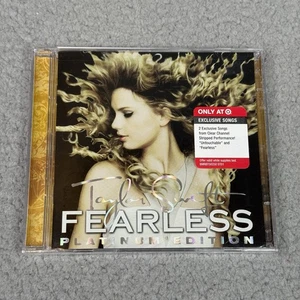 ONLY AT
EXCLUSIVE SONGS
2 Exclusive Songs
from Clear Channel
Stripped Performance!
"Untouchable" and
"Fearless"
Taylor Swift
FEARLESS
PLATINUM EDITION